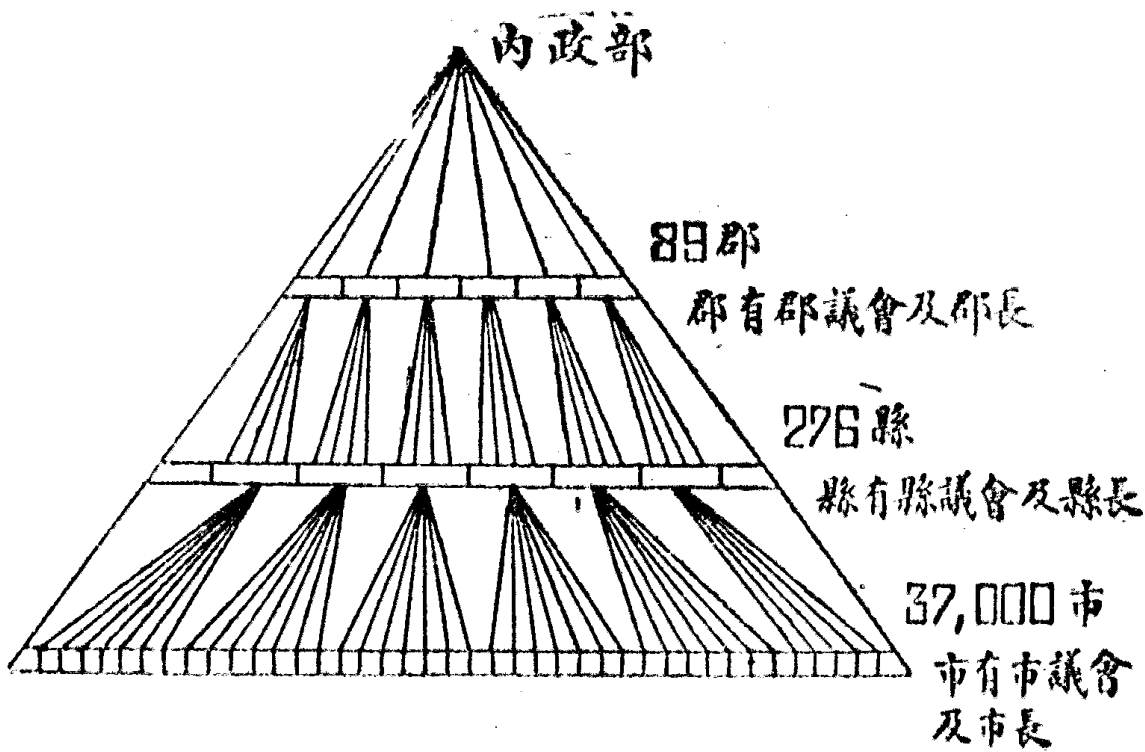 內政部
89郡
郡有郡議會及郡長
276縣
縣有縣議會及縣長
37,000市
市有市議會
及市長